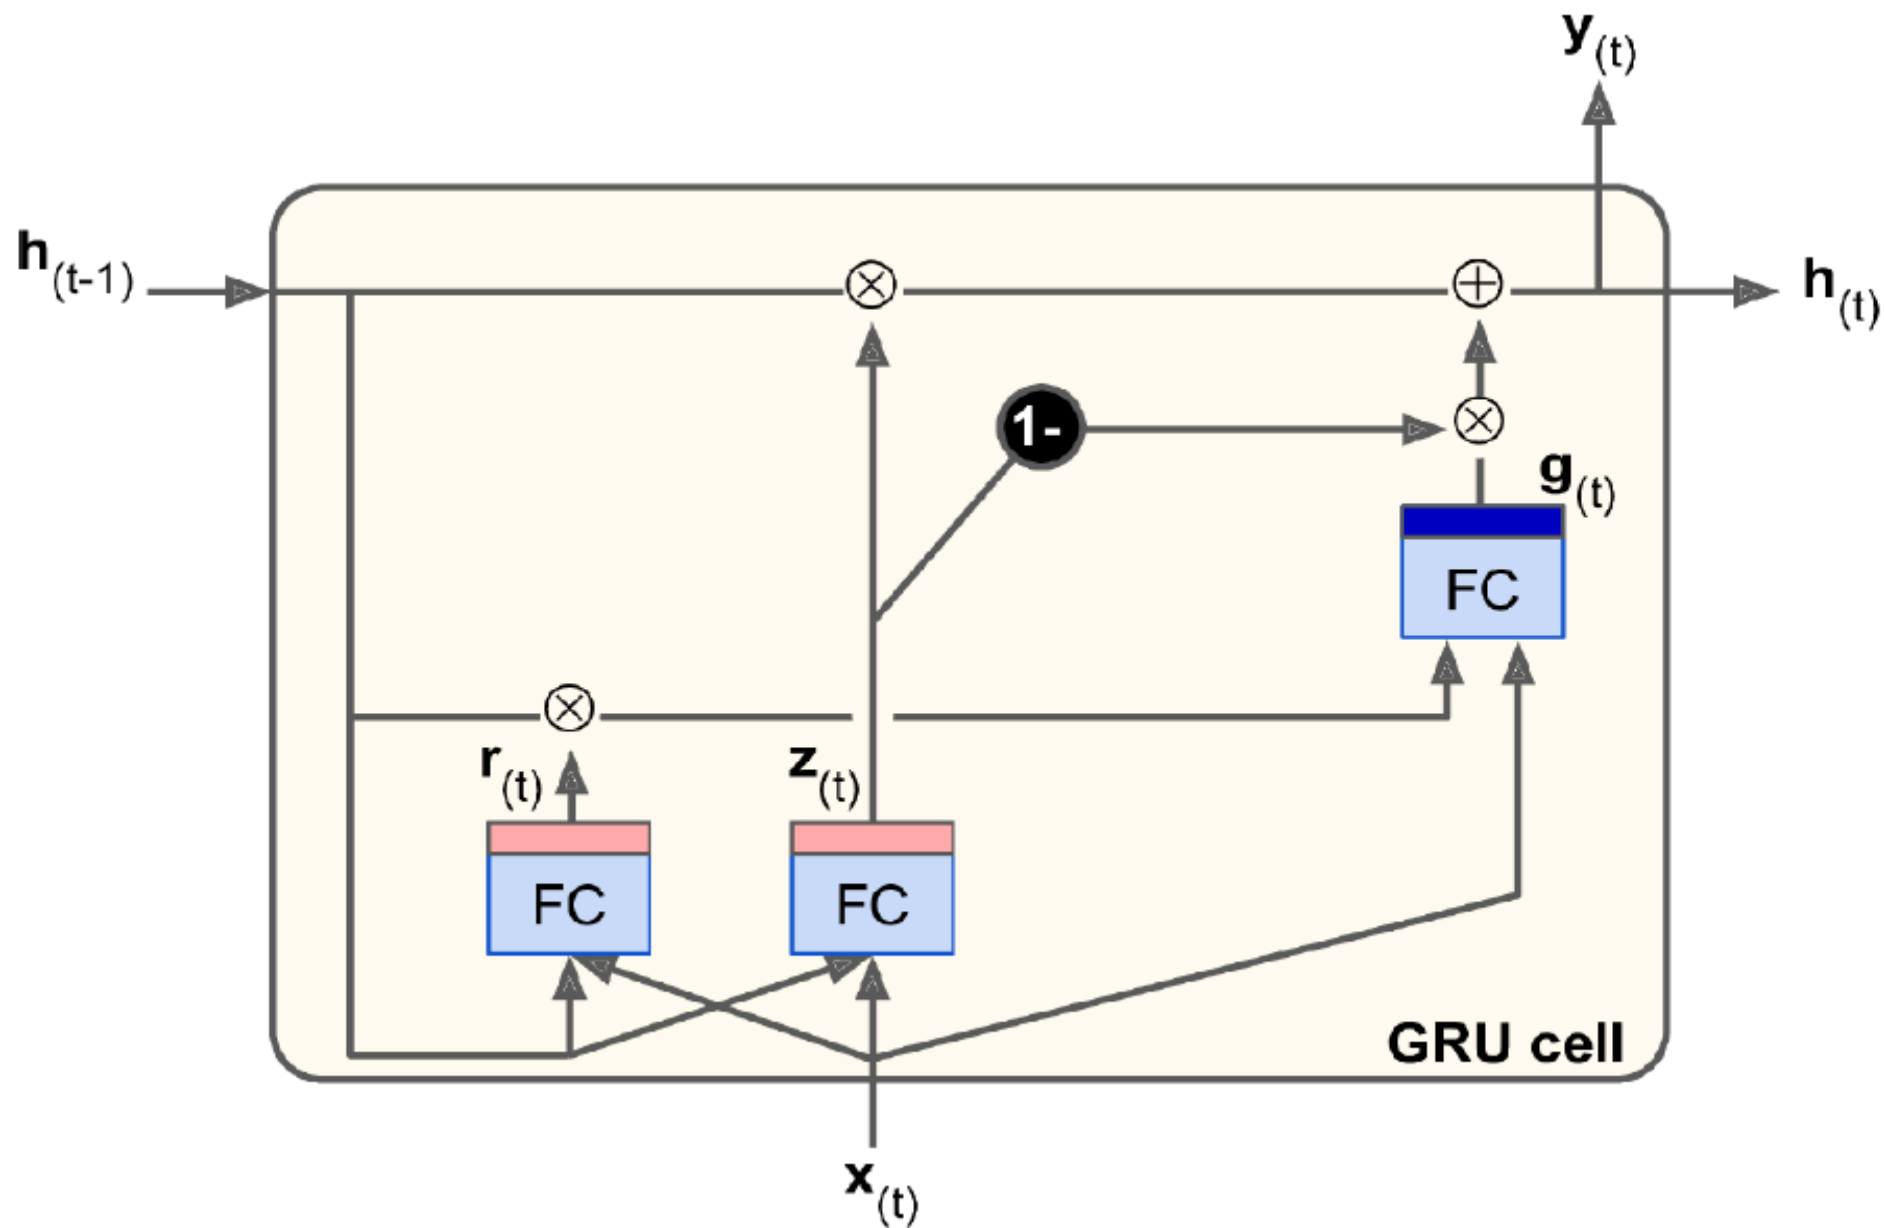 y(t)
h(t-1)
h(t)
1-
g(t)
FC
r(t)
z(t)
FC
FC
GRU cell
x(t)